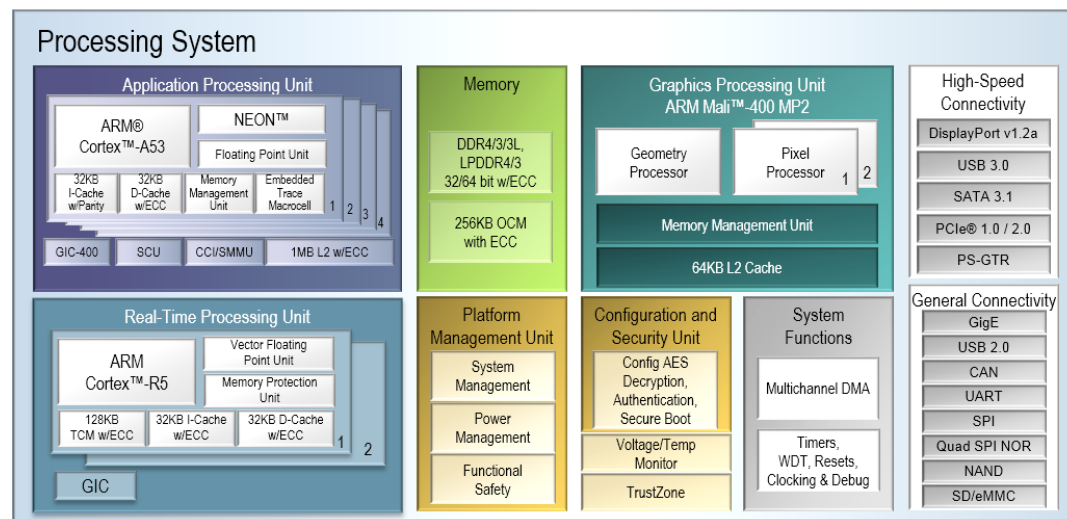 Processing System
Application Processing Unit
ARM®
Cortex™-A53
NEON™
Floating Point Unit
32KB
I-Cache
w/Parity
32KB
D-Cache
w/ECC
Memory
Management
Unit
Embedded
Trace
Macrocell
1
2
3
4
GIC-400
SCU
CCI/SMMU
1MB L2 w/ECC
Memory
DDR4/3/3L,
LPDDR4/3
32/64 bit w/ECC
256KB OCM
with ECC
Graphics Processing Unit
ARM Mali™-400 MP2
Geometry
Processor
Pixel
Processor
1
2
Memory Management Unit
64KB L2 Cache
High-Speed
Connectivity
DisplayPort v1.2a
USB 3.0
SATA 3.1
PCIe® 1.0 / 2.0
PS-GTR
Real-Time Processing Unit
ARM
Cortex™-R5
Vector Floating
Point Unit
Memory Protection
Unit
128KB
TCM w/ECC
32KB I-Cache
w/ECC
32KB D-Cache
w/ECC
1
2
GIC
Platform
Management Unit
System
Management
Power
Management
Functional
Safety
Configuration and
Security Unit
Config AES
Decryption,
Authentication,
Secure Boot
Voltage/Temp
Monitor
TrustZone
System
Functions
Multichannel DMA
Timers,
WDT, Resets,
Clocking & Debug
General Connectivity
GigE
USB 2.0
CAN
UART
SPI
Quad SPI NOR
NAND
SD/eMMC